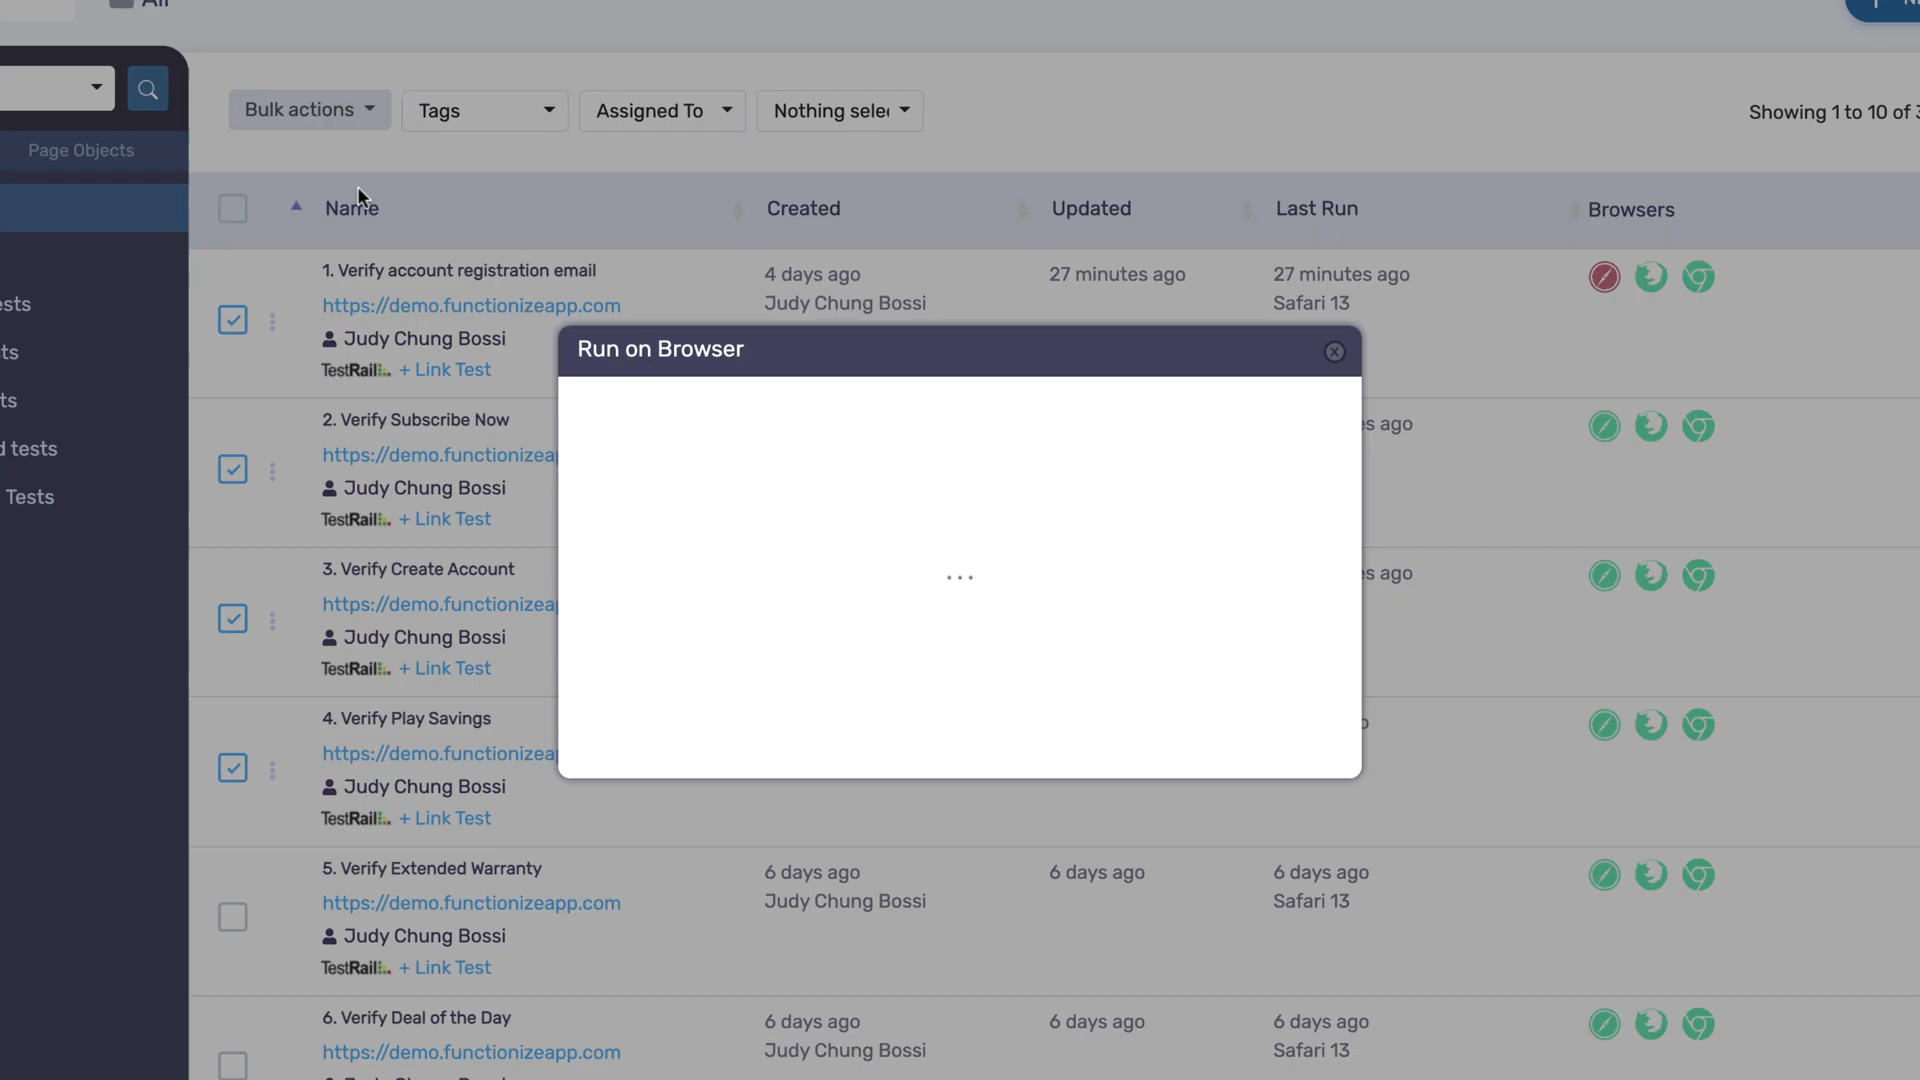 All
Bulk actions
Tags
Assigned To
Nothing sele
Showing 1 to 10 of
Page Objects
Name
Created
Updated
Last Run
Browsers
1. Verify account registration email
4 days ago
27 minutes ago
27 minutes ago
https://demo.functionizeapp.com
Judy Chung Bossi
Safari 13
Judy Chung Bossi
TestRail + Link Test
Run on Browser
ests
ts
ts
d tests
Tests
2. Verify Subscribe Now
es ago
https://demo.functionizeap
Judy Chung Bossi
TestRail + Link Test
...
3. Verify Create Account
es ago
https://demo.functionizeap
Judy Chung Bossi
TestRail + Link Test
4. Verify Play Savings
o
https://demo.functionizeap
Judy Chung Bossi
TestRail + Link Test
5. Verify Extended Warranty
6 days ago
6 days ago
6 days ago
https://demo.functionizeapp.com
Judy Chung Bossi
Safari 13
Judy Chung Bossi
TestRail + Link Test
6. Verify Deal of the Day
6 days ago
6 days ago
6 days ago
https://demo.functionizeapp.com
Judy Chung Bossi
Safari 13